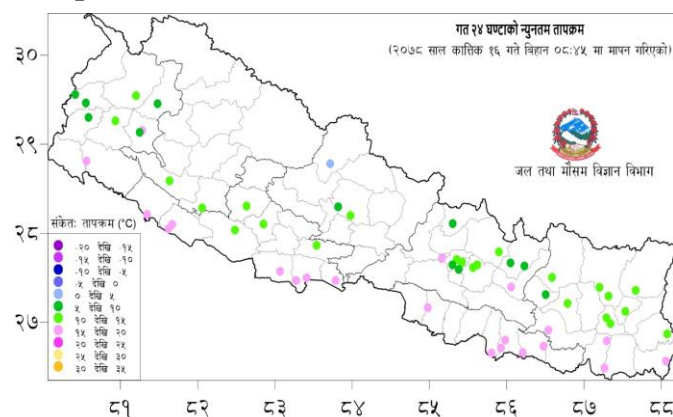 गत २४ घण्टाको न्युनतम तापक्रम
(२०७८ साल कात्तिक १६ गते बिहान ०८:४५ मा मापन गरिएको)
३०
२९
जल तथा मौसम विज्ञान विभाग
संकेतः तापक्रम (°C)
२८
-२० देखि -१५
-१५ देखि -१०
-१० देखि -५
-५ देखि ०
० देखि ५
५ देखि १०
१० देखि १५
१५ देखि २०
२० देखि २५
२५ देखि ३०
३० देखि ३५
२७
८१ ८२ ८३ ८४ ८५ ८६ ८७ ८८